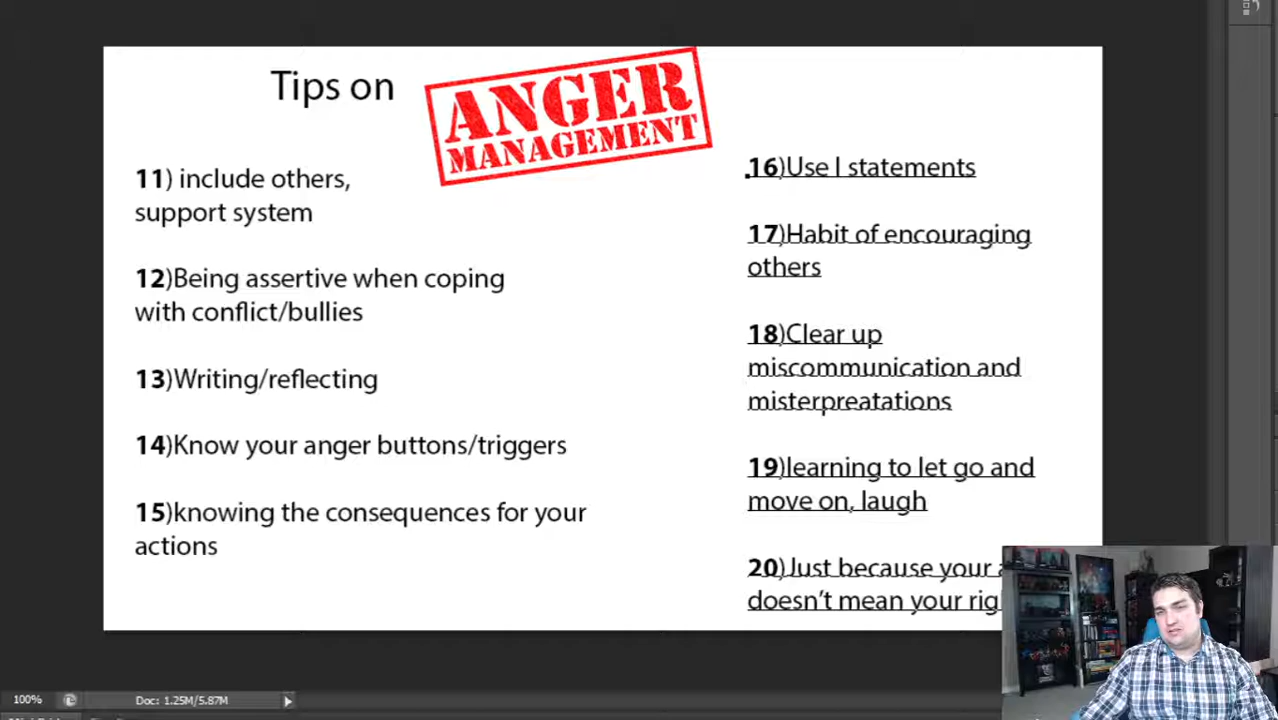 Tips on
ANGER
MANAGEMENT
11) include others,
support system
12)Being assertive when coping
with conflict/bullies
13)Writing/reflecting
14)Know your anger buttons/triggers
15)knowing the consequences for your
actions
16)Use I statements
17)Habit of encouraging
others
18)Clear up
miscommunication and
misterpreatations
19)learning to let go and
move on, laugh
20)Just because your
doesn't mean your
100%
Doc: 1.25M/5.87M